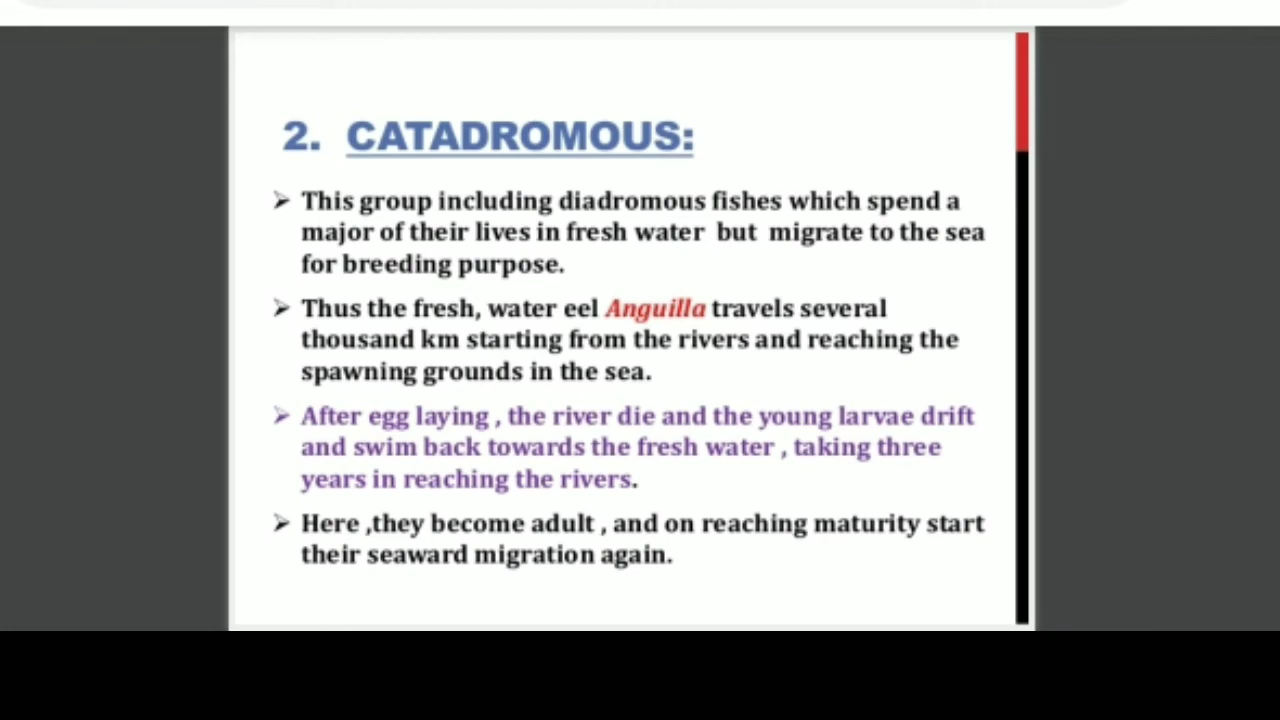 2. CATADROMOUS:
➢ This group including diadromous fishes which spend a
major of their lives in fresh water but migrate to the sea
for breeding purpose.
➢ Thus the fresh, water eel Anguilla travels several
thousand km starting from the rivers and reaching the
spawning grounds in the sea.
➢ After egg laying , the river die and the young larvae drift
and swim back towards the fresh water , taking three
years in reaching the rivers.
➢ Here ,they become adult , and on reaching maturity start
their seaward migration again.